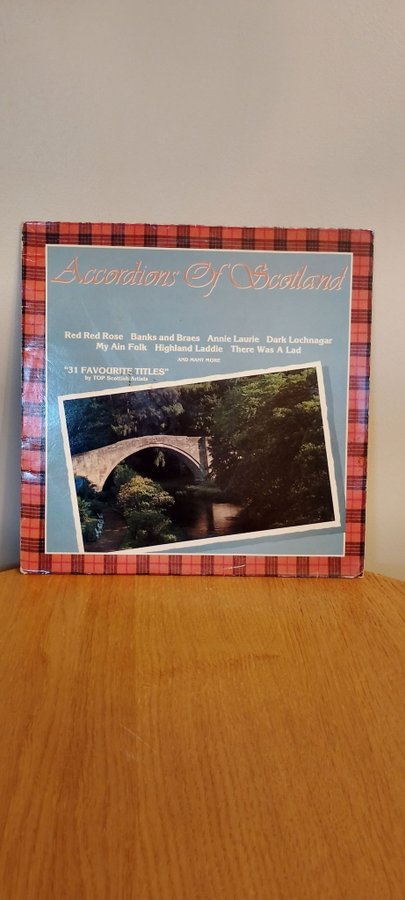 Accordions Of Scotland
Red Red Rose Banks and Braes Annie Laurie Dark Lochnagar
My Ain Folk Highland Laddie There Was A Lad
AND MANY MORE
"31 FAVOURITE TITLES"
by TOP Scottish Artists